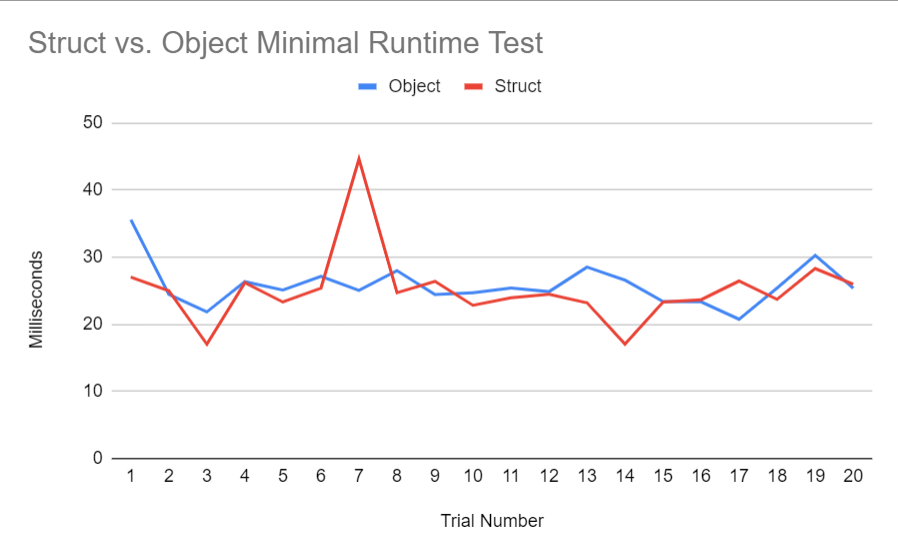 Struct vs. Object Minimal Runtime Test
Object Struct
50
40
30
20
10
0
Milliseconds
1 2 3 4 5 6 7 8 9 10 11 12 13 14 15 16 17 18 19 20
Trial Number